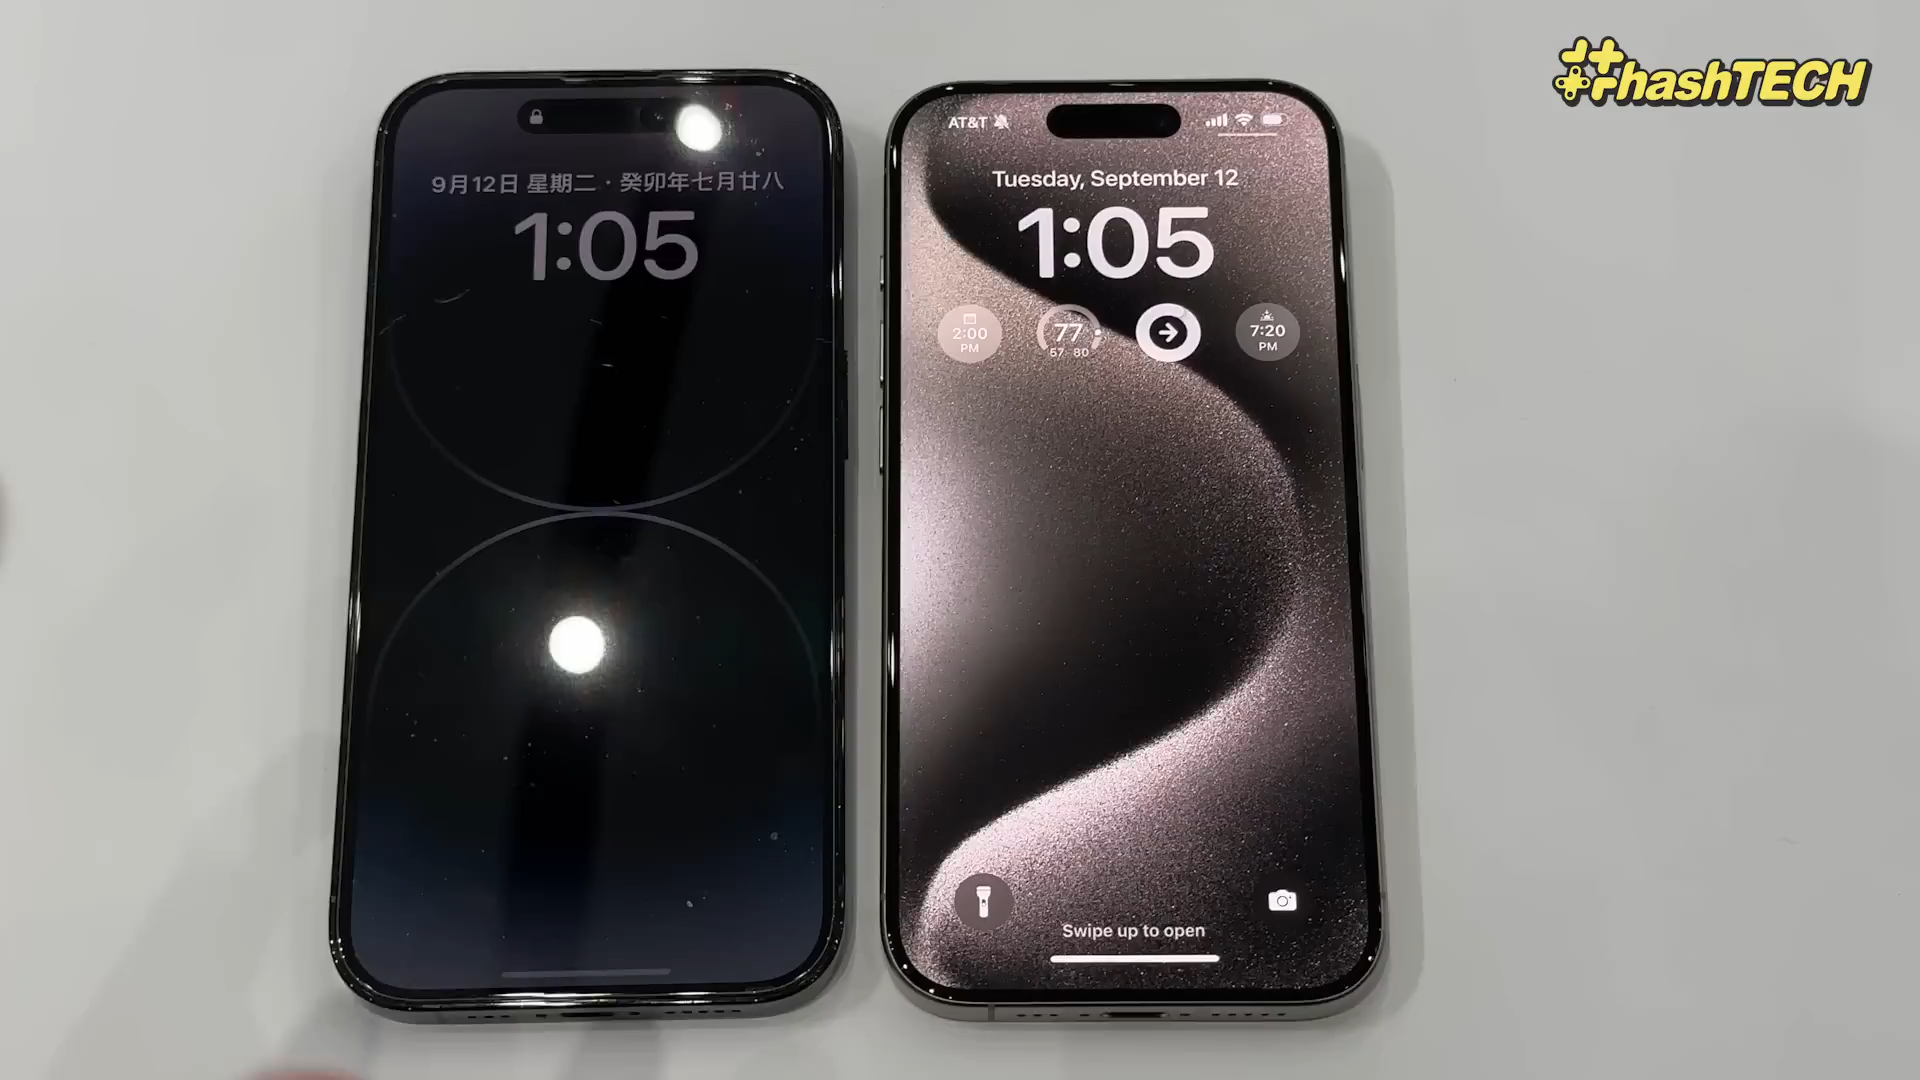 hashTECH
9月12日 星期二・癸卯年七月廿八
1:05
AT&T
Tuesday, September 12
1:05
2:00
PM
77
57 80
7:20
PM
Swipe up to open